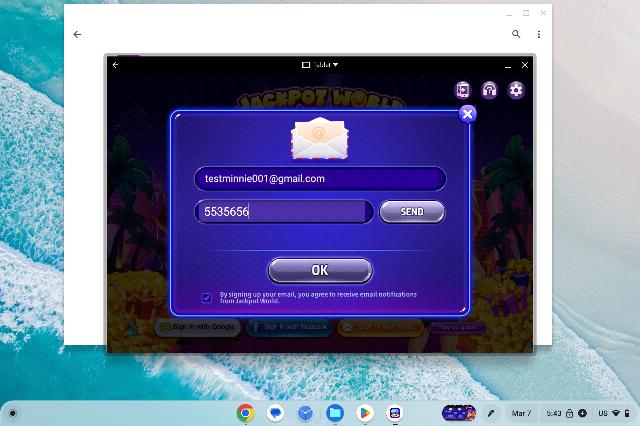 Tablet
JACKPOT WORLD
testminnie001@gmail.com
5535656
SEND
OK
By signing up your email, you agree to receive email notifications
from Jackpot World.
Sign in with Google
Sign in with facebook
Sign in with email
Play as guest
Mar 7
5:43
US